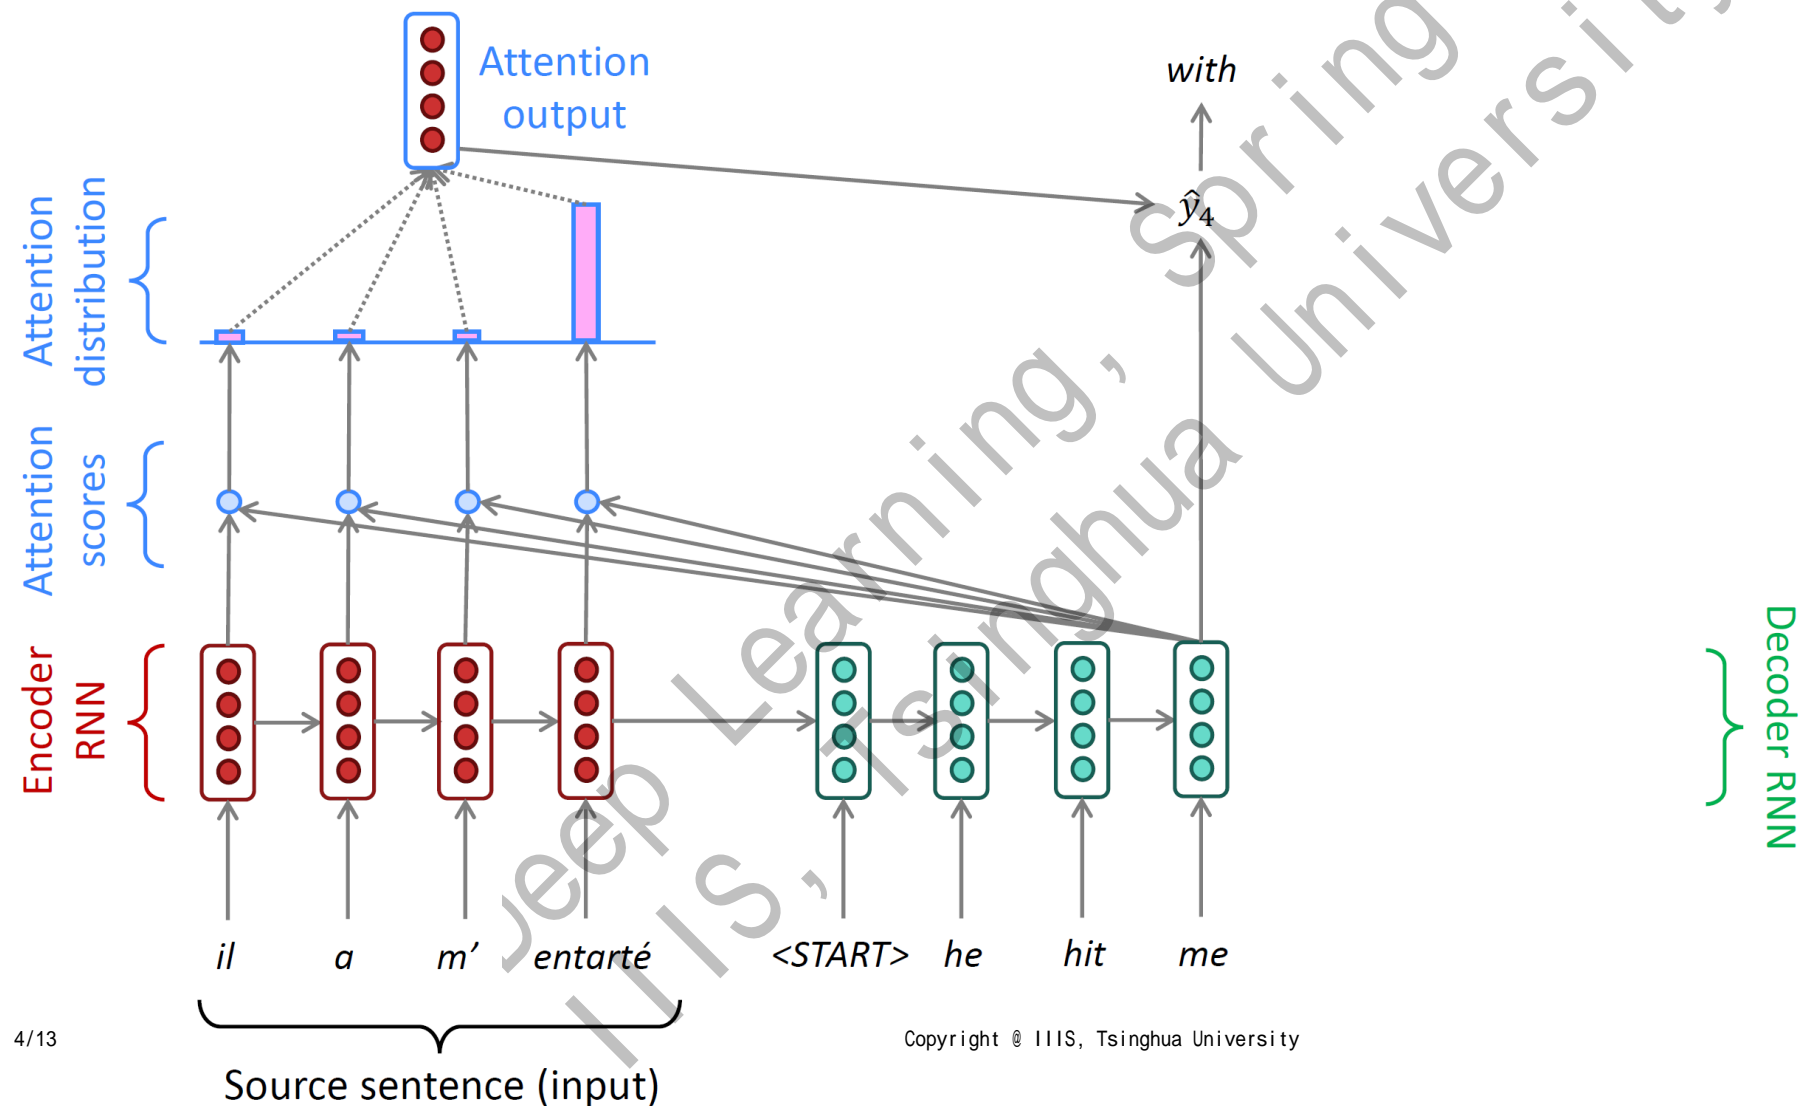 Attention
output
with
Attention
distribution
ŷ₄
Attention
scores
Encoder
RNN
Decoder RNN
il a m’ entarté <START> he hit me
Source sentence (input)
4/13
Copyright @ IIIS, Tsinghua University
Deep Learning, Spring
IIIS, Tsinghua University